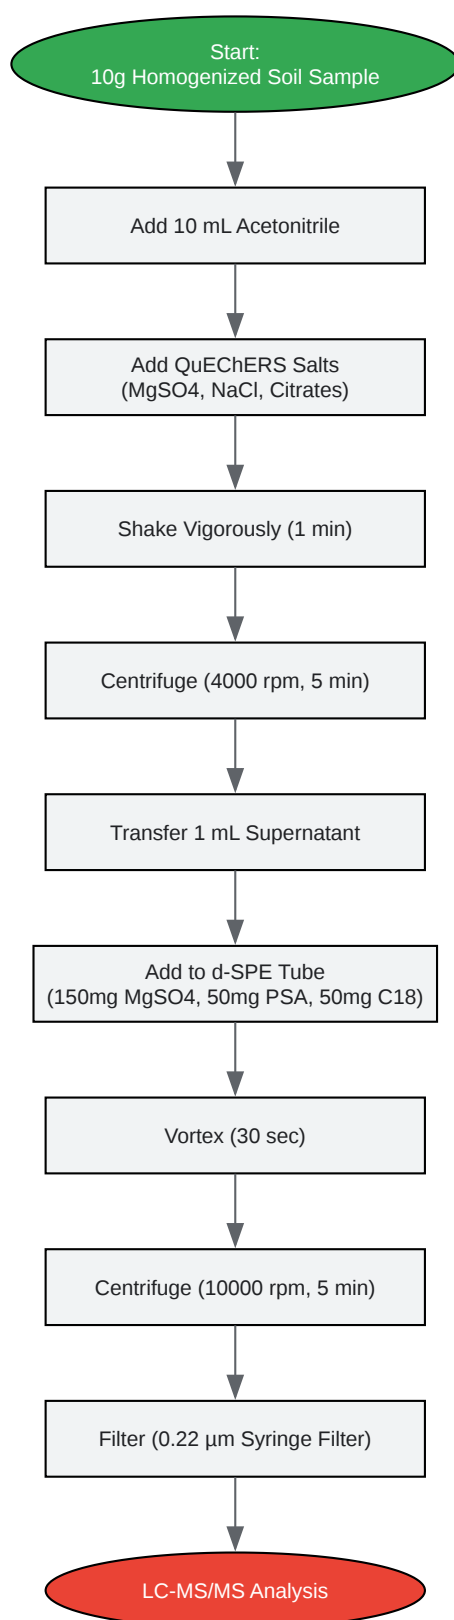 Start:
10g Homogenized Soil Sample
Add 10 mL Acetonitrile
Add QuEChERS Salts
(MgSO4, NaCl, Citrates)
Shake Vigorously (1 min)
Centrifuge (4000 rpm, 5 min)
Transfer 1 mL Supernatant
Add to d-SPE Tube
(150mg MgSO4, 50mg PSA, 50mg C18)
Vortex (30 sec)
Centrifuge (10000 rpm, 5 min)
Filter (0.22 µm Syringe Filter)
LC-MS/MS Analysis